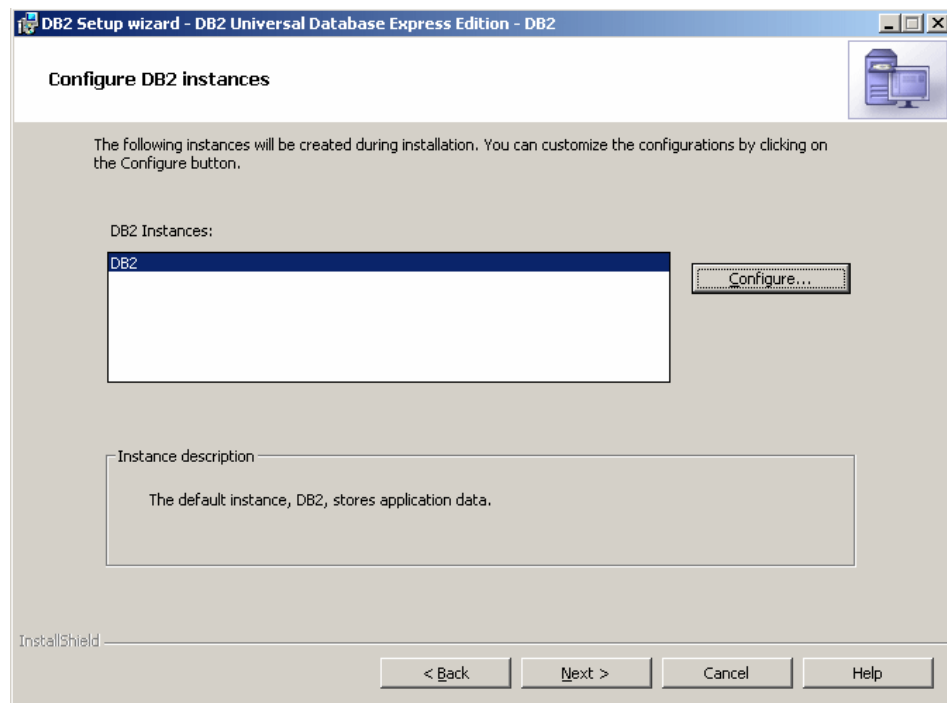 DB2 Setup wizard - DB2 Universal Database Express Edition - DB2
Configure DB2 instances
The following instances will be created during installation. You can customize the configurations by clicking on
the Configure button.
DB2 Instances:
DB2
Configure...
Instance description
The default instance, DB2, stores application data.
InstallShield
< Back
Next >
Cancel
Help